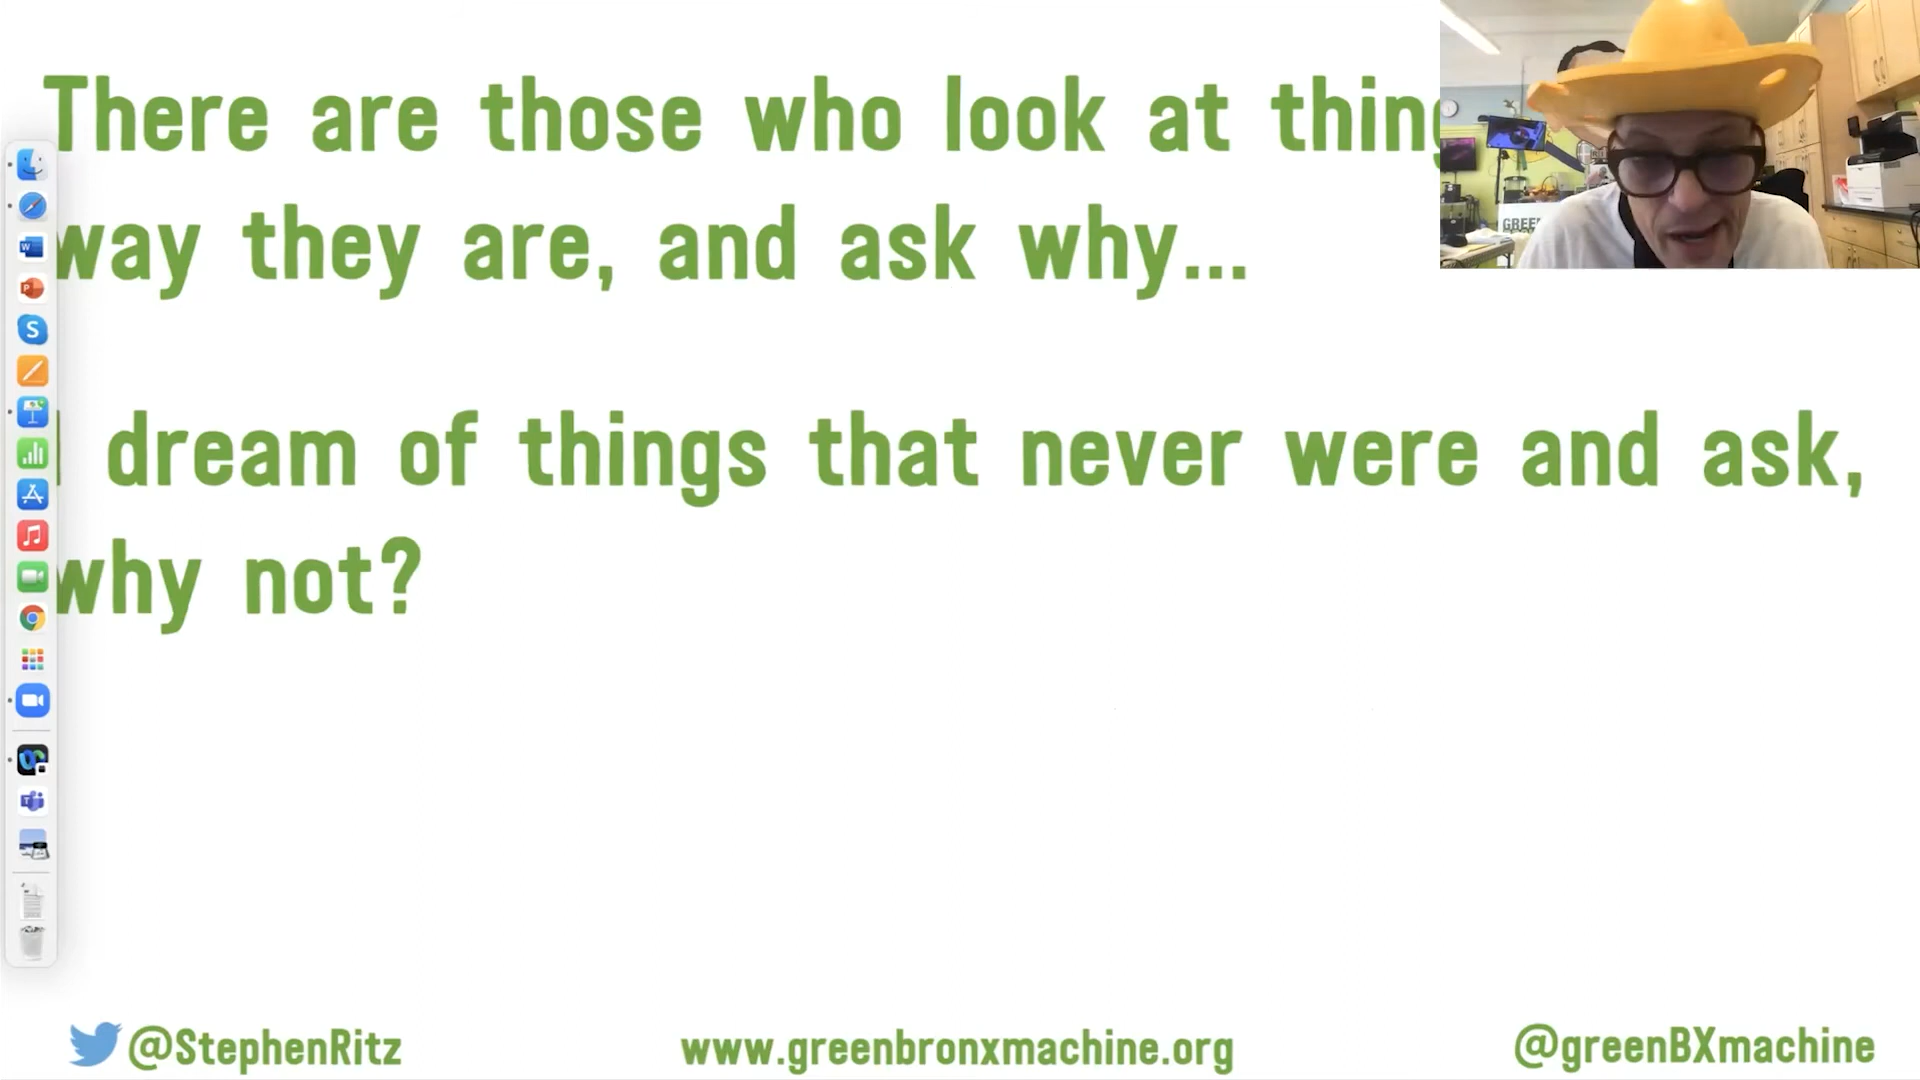 There are those who look at thing
way they are, and ask why...
dream of things that never were and ask,
why not?
GREEN
@StephenRitz
www.greenbronxmachine.org
@greenBXmachine